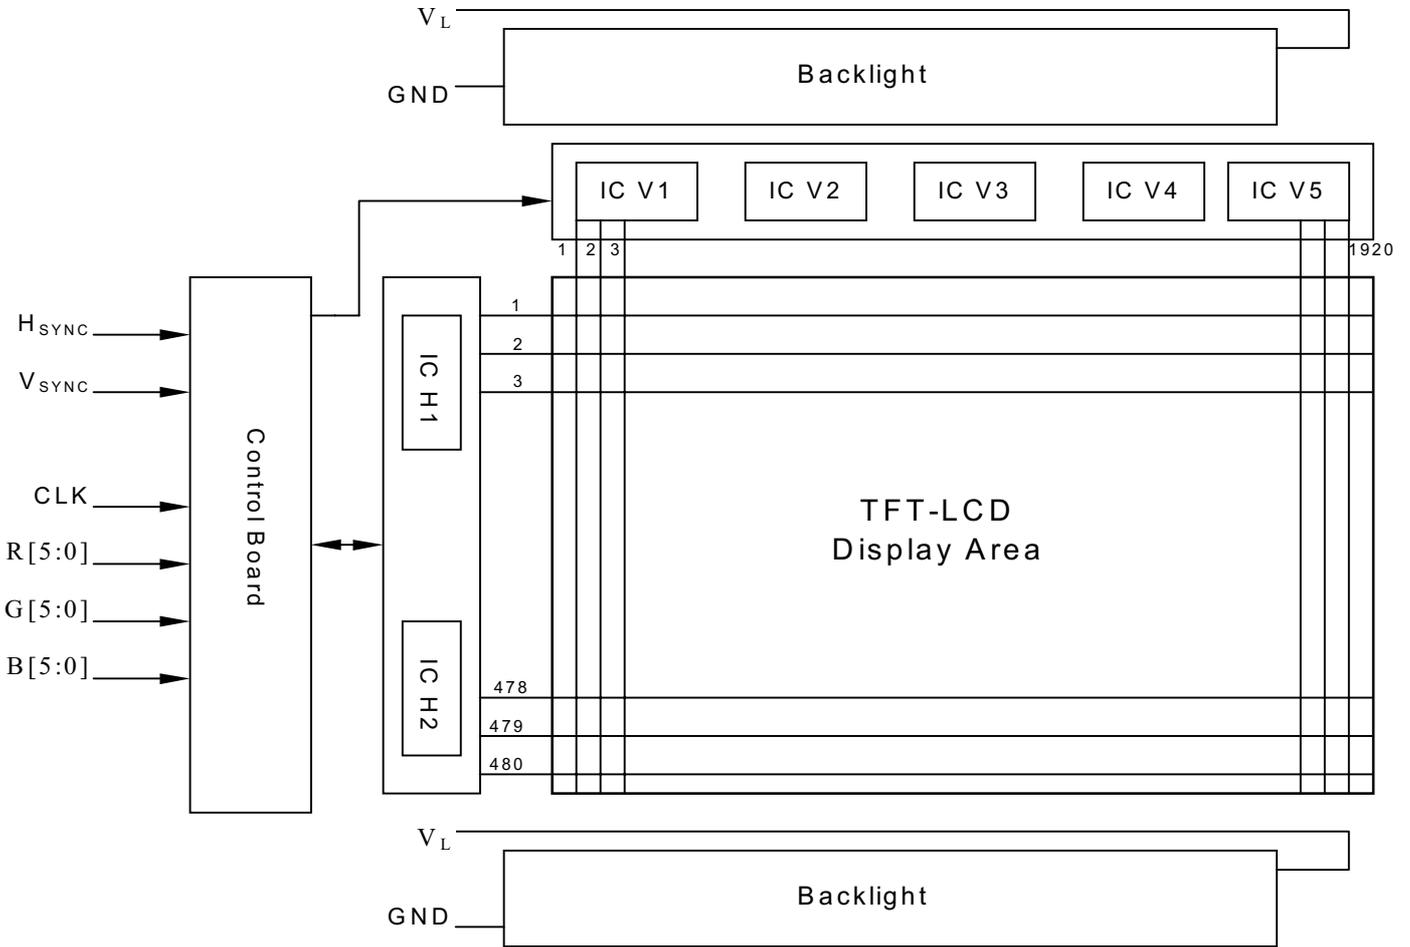 VL
Backlight
GND
IC V1 IC V2 IC V3 IC V4 IC V5
1 2 3 1920
1
HSYNC
2
VSYNC
3
IC H1
Control Board
CLK
TFT-LCD
Display Area
R[5:0]
G[5:0]
B[5:0]
IC H2
478
479
480
VL
Backlight
GND